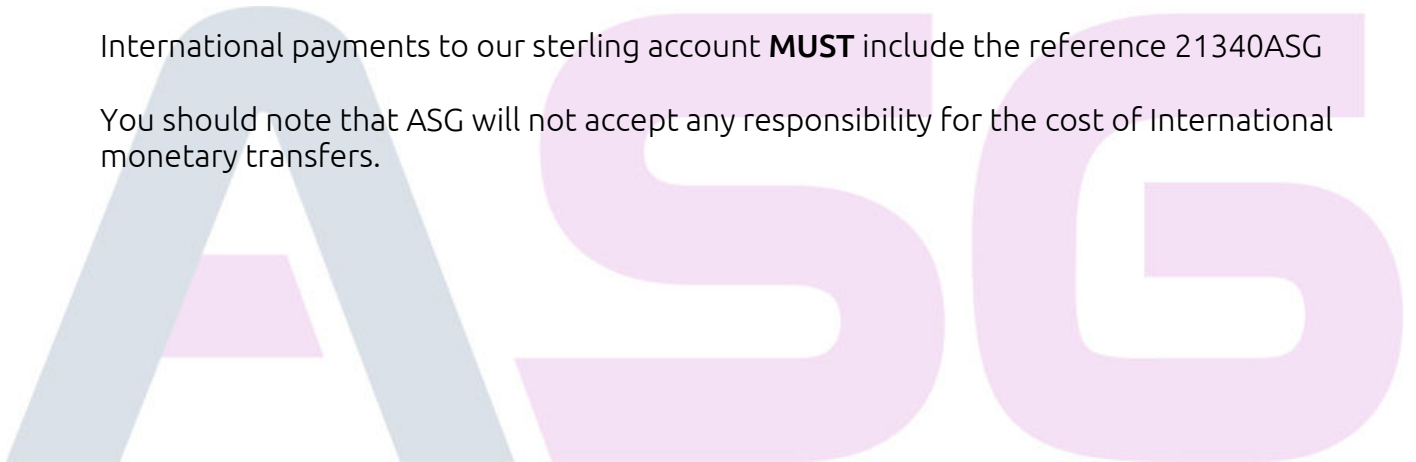 International payments to our sterling account MUST include the reference 21340ASG
You should note that ASG will not accept any responsibility for the cost of International
monetary transfers.
ASG